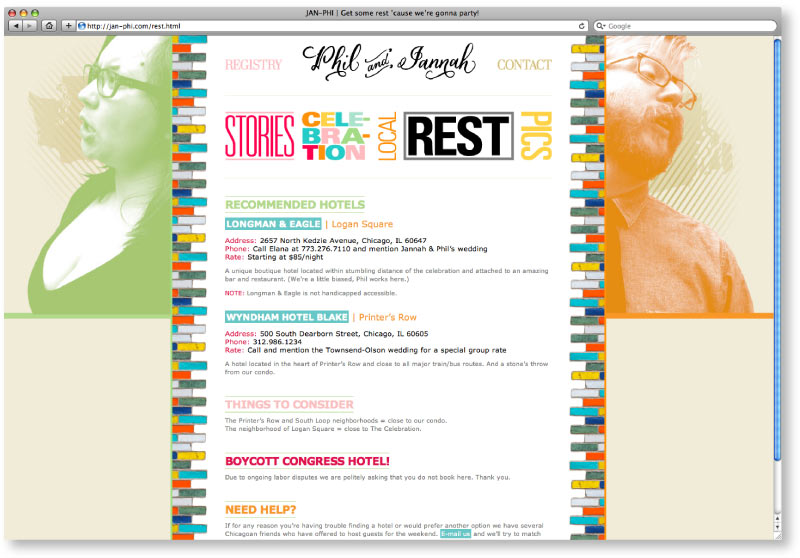 JAN-PHI | Get some rest 'cause we're gonna party!
http://jan-phi.com/rest.html
Google
REGISTRY
Phil and Jannah
CONTACT
STORIES
CELE-
BRA-
TION
LOCAL
REST
PICS
RECOMMENDED HOTELS
LONGMAN & EAGLE | Logan Square
Address: 2657 North Kedzie Avenue, Chicago, IL 60647
Phone: Call Elana at 773.276.7110 and mention Jannah & Phil's wedding
Rate: Starting at $85/night
A unique boutique hotel located within stumbling distance of the celebration and attached to an amazing
bar and restaurant. (We're a little biased, Phil works here.)
NOTE: Longman & Eagle is not handicapped accessible.
WYNDHAM HOTEL BLAKE | Printer's Row
Address: 500 South Dearborn Street, Chicago, IL 60605
Phone: 312.986.1234
Rate: Call and mention the Townsend-Olson wedding for a special group rate
A hotel located in the heart of Printer's Row and close to all major train/bus routes. And a stone's throw
from our condo.
THINGS TO CONSIDER
The Printer's Row and South Loop neighborhoods = close to our condo.
The neighborhood of Logan Square = close to The Celebration.
BOYCOTT CONGRESS HOTEL!
Due to ongoing labor disputes we are politely asking that you do not book here. Thank you.
NEED HELP?
If for any reason you're having trouble finding a hotel or would prefer another option we have several
Chicagoan friends who have offered to host guests for the weekend. E-mail us and we'll try to match